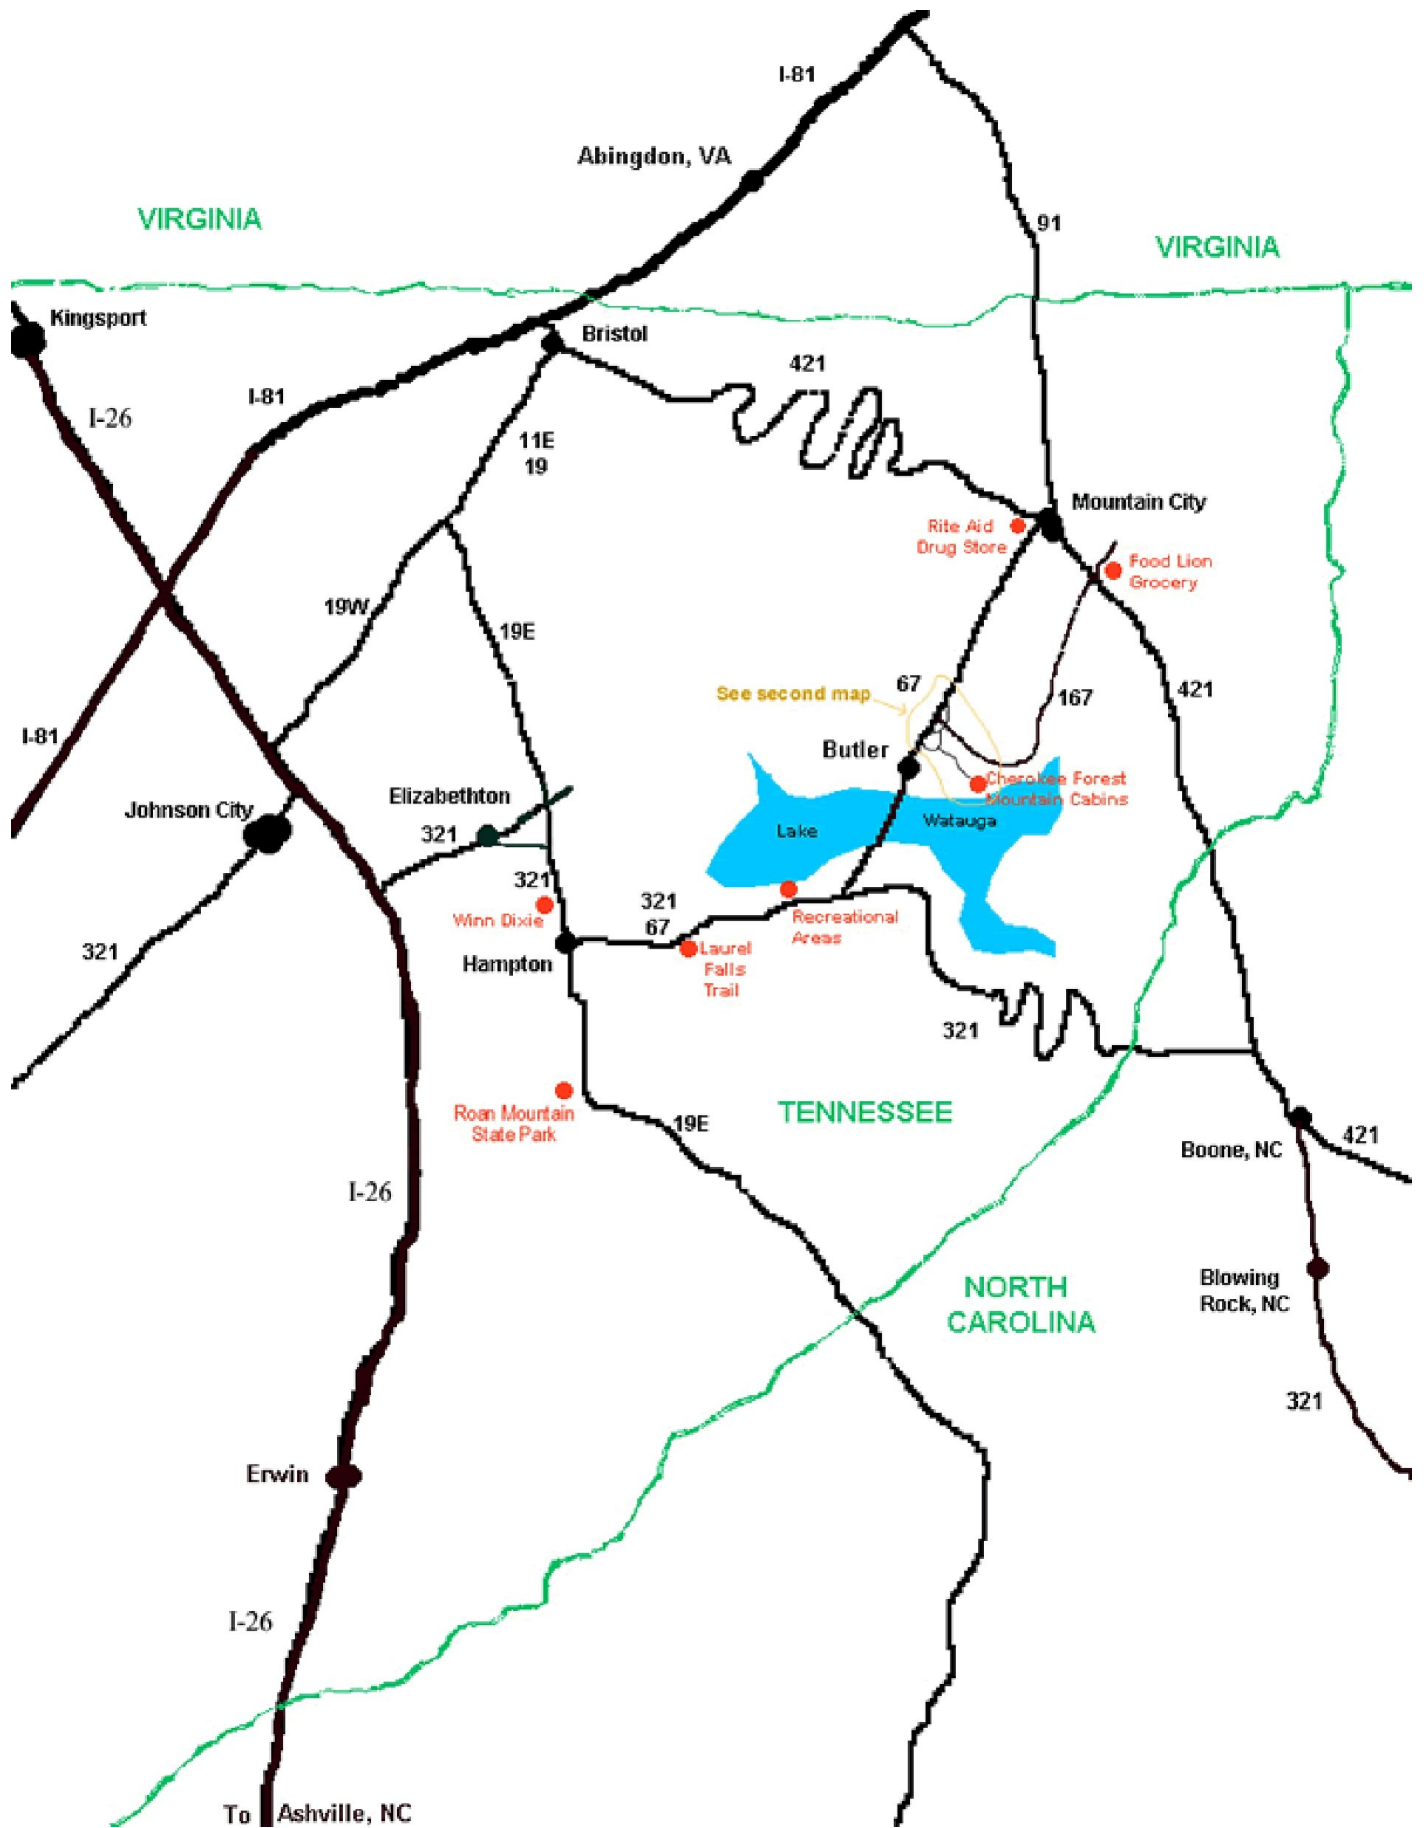 I-81
Abingdon, VA
VIRGINIA
91
VIRGINIA
Kingsport
Bristol
421
I-81
I-26
11E
19
Mountain City
Rite Aid
Drug Store
Food Lion
Grocery
19W
19E
67
See second map
167
421
I-81
Butler
Cherokee Forest
Mountain Cabins
Elizabethton
Johnson City
321
Lake
Watauga
321
321
67
Winn Dixie
Recreational
Areas
321
Hampton
Laurel
Falls
Trail
321
TENNESSEE
Roan Mountain
State Park
19E
421
Boone, NC
I-26
NORTH
CAROLINA
Blowing
Rock, NC
321
Erwin
I-26
To
Ashville, NC